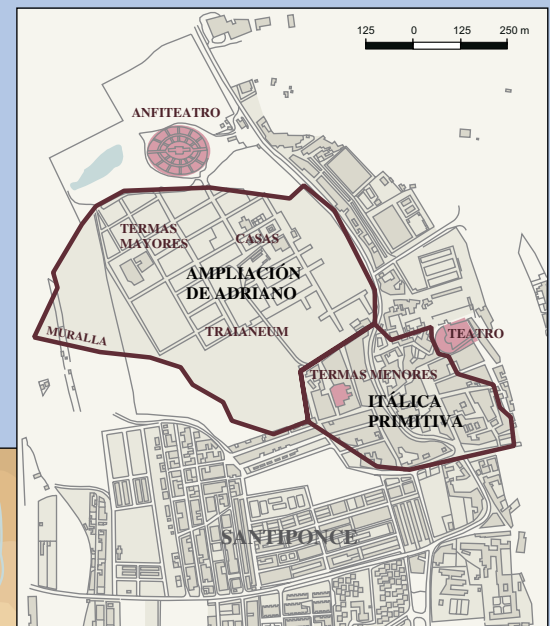 125 0 125 250 m
ANFITEATRO
TERMAS
MAYORES
CASAS
AMPLIACIÓN
DE ADRIANO
MURALLA
TRAIANEUM
TEATRO
TERMAS MENORES
ITÁLICA
PRIMITIVA
SANTIPONCE